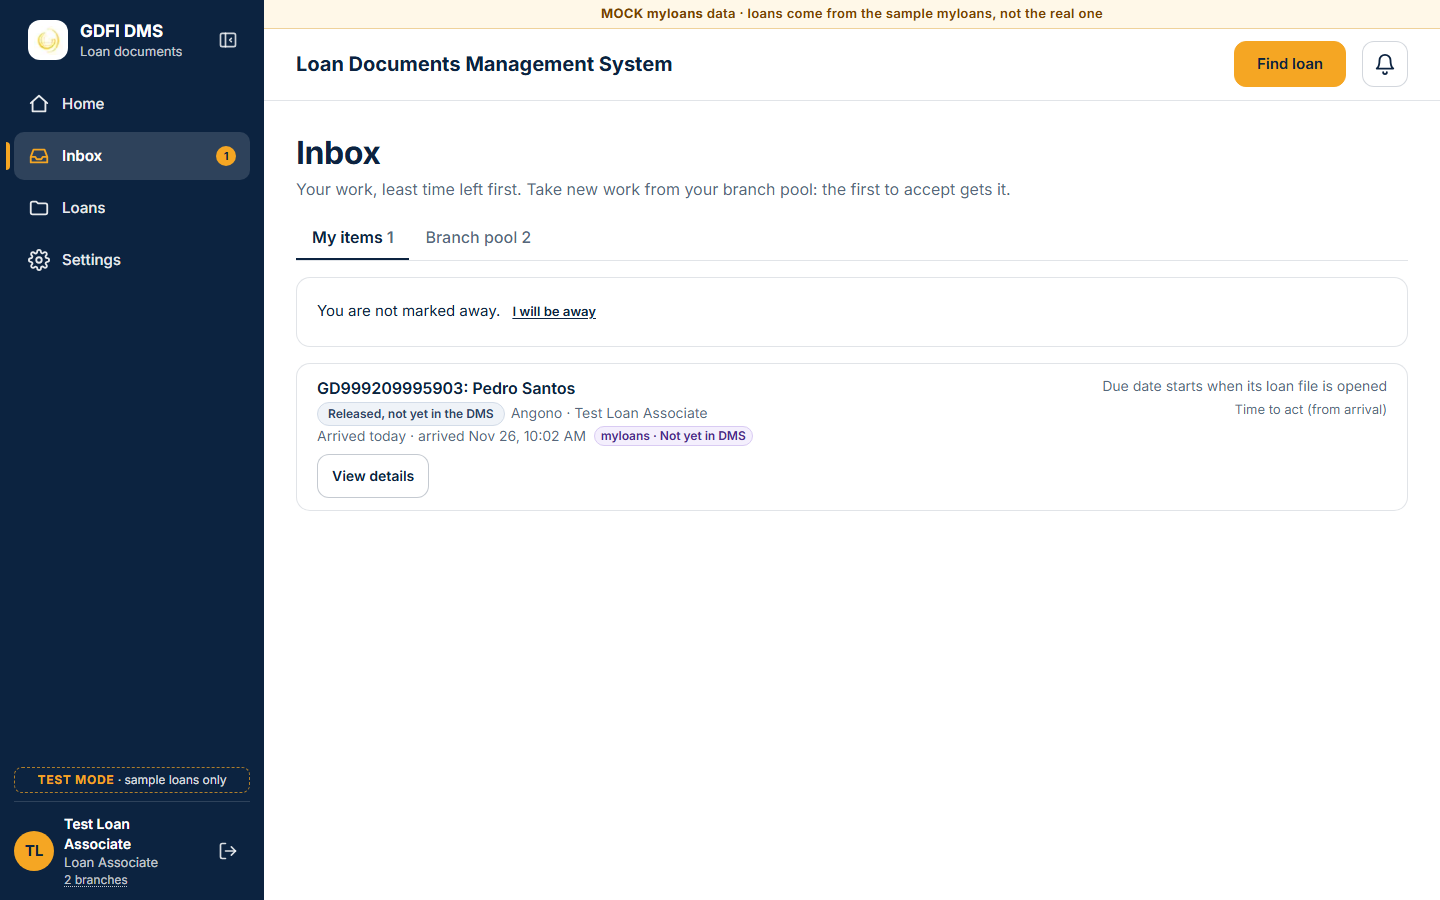 GDFI DMS
Loan documents
Home
Inbox 1
Loans
Settings
TEST MODE · sample loans only
TL
Test Loan
Associate
Loan Associate
2 branches
MOCK myloans data · loans come from the sample myloans, not the real one
Loan Documents Management System
Find loan
Inbox
Your work, least time left first. Take new work from your branch pool: the first to accept gets it.
My items 1 Branch pool 2
You are not marked away. I will be away
GD999209995903: Pedro Santos
Due date starts when its loan file is opened
Released, not yet in the DMS Angono · Test Loan Associate
Time to act (from arrival)
Arrived today · arrived Nov 26, 10:02 AM myloans · Not yet in DMS
View details